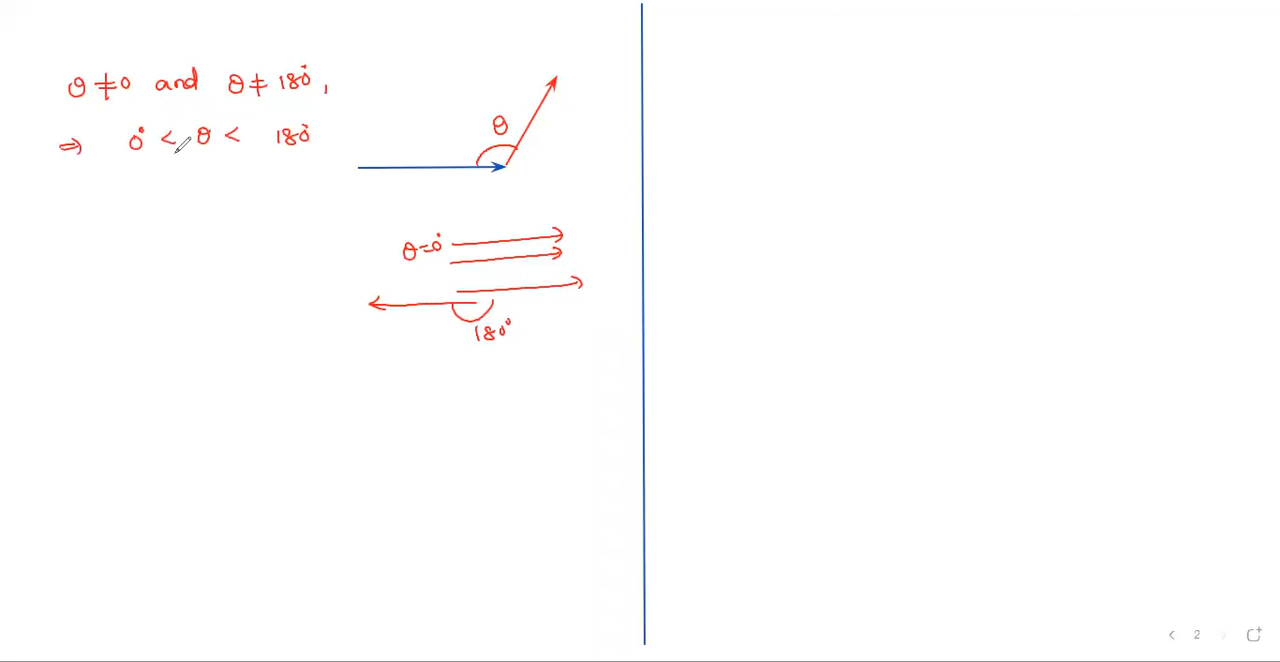 θ ≠ 0 and θ ≠ 180°,
⇒ 0° < θ < 180°
θ
θ = 0°
180°
2